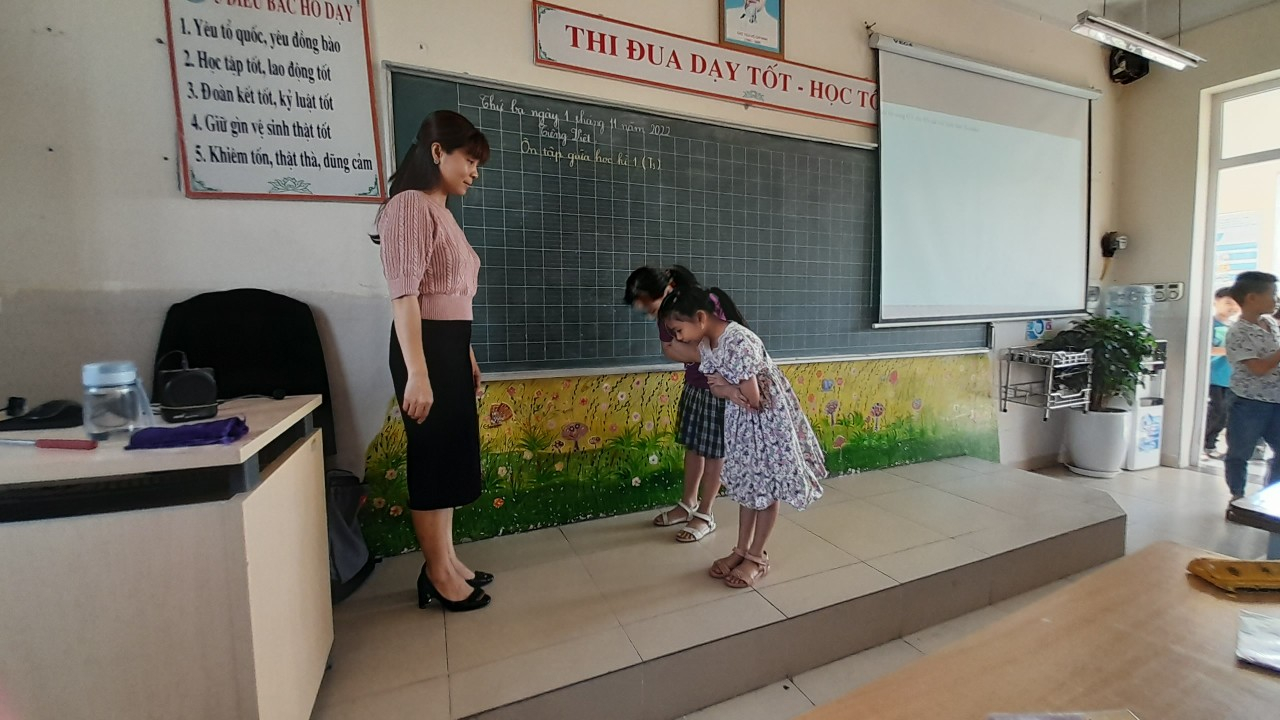 5 ĐIỀU BÁC HỒ DẠY
1. Yêu tổ quốc, yêu đồng bào
2. Học tập tốt, lao động tốt
3. Đoàn kết tốt, kỷ luật tốt
4. Giữ gìn vệ sinh thật tốt
5. Khiêm tốn, thật thà, dũng cảm
THI ĐUA DẠY TỐT - HỌC TỐ
Thứ ba ngày 1 tháng 11 năm 2022
Tiếng Việt
Ôn tập giữa học kì 1 (T3)